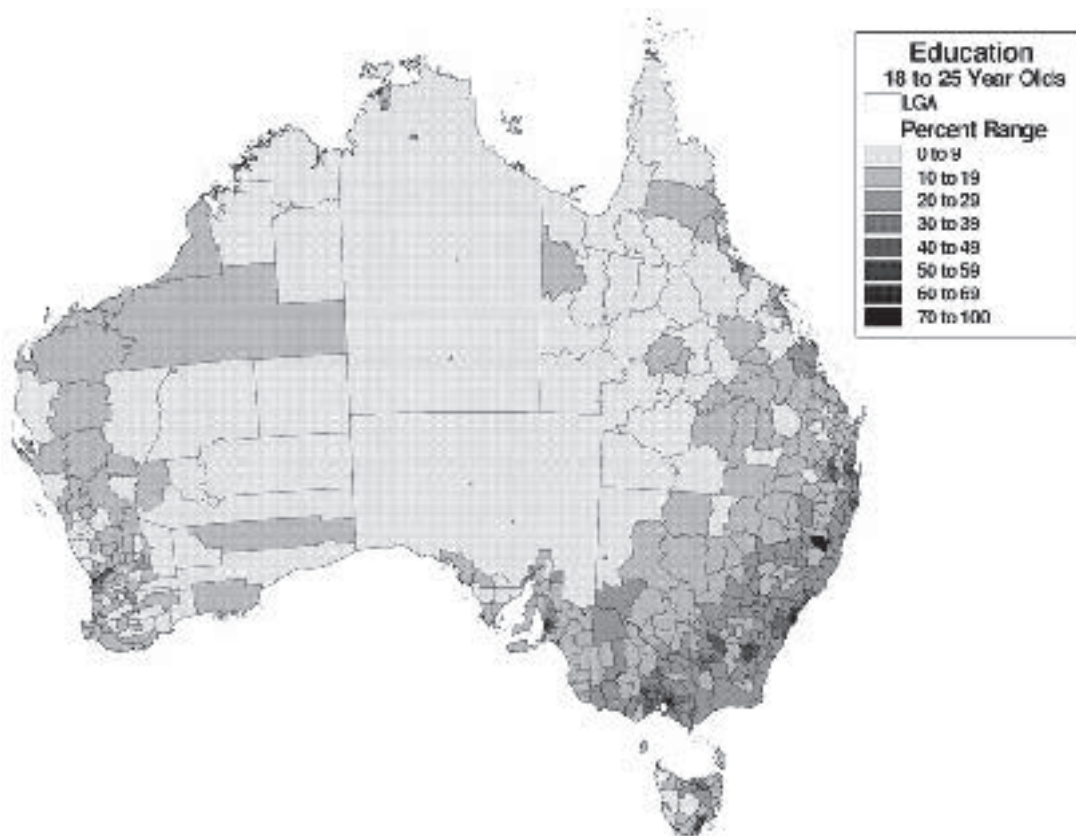 Education
18 to 25 Year Olds
LGA
Percent Range
0 to 9
10 to 19
20 to 29
30 to 39
40 to 49
50 to 59
60 to 69
70 to 100